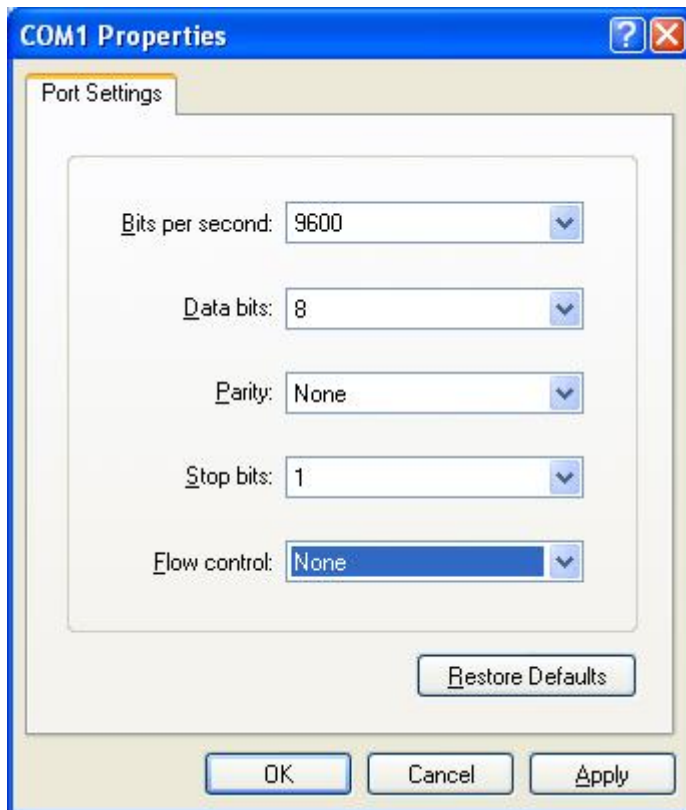 COM1 Properties
Port Settings
Bits per second: 9600
Data bits: 8
Parity: None
Stop bits: 1
Flow control: None
Restore Defaults
OK Cancel Apply